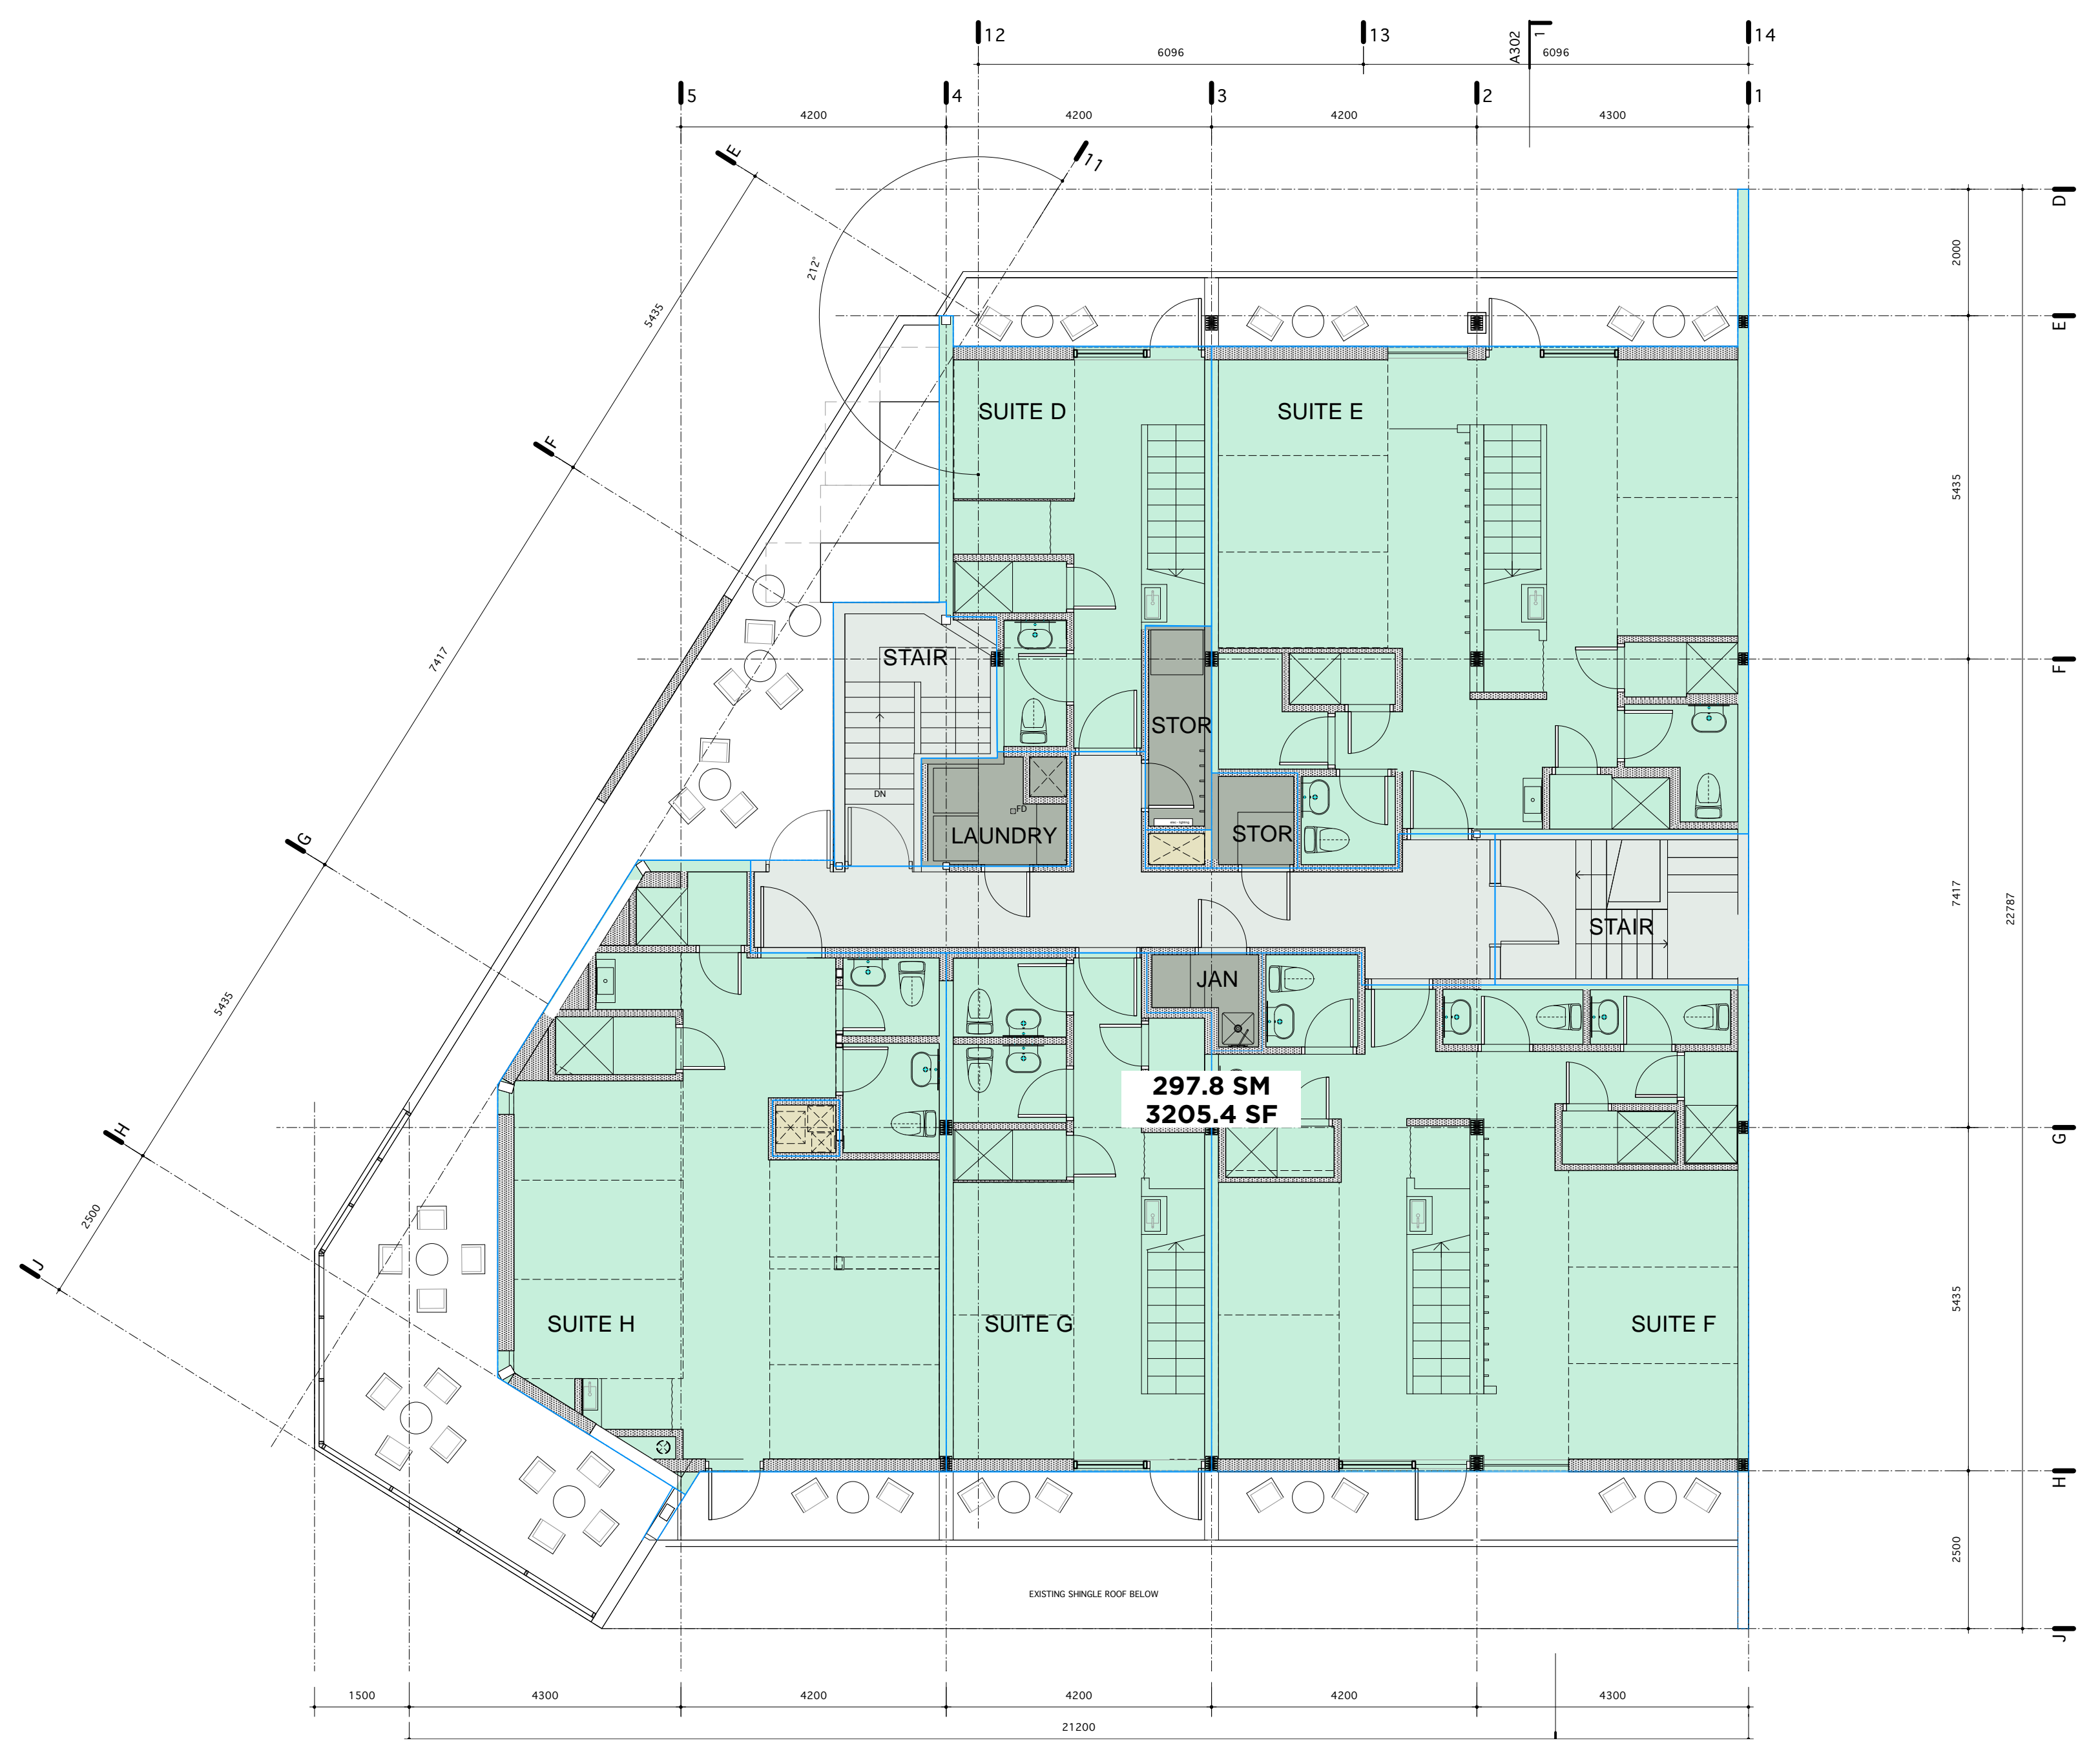 12
13
A302
1
14
6096
6096
5
4
3
2
1
4200
4200
4200
4300
E
11
D
212°
2000
5435
E
SUITE D
SUITE E
F
5435
7417
STAIR
F
STOR
DN
FD
STOR
LAUNDRY
G
7417
22787
STAIR
5435
JAN
297.8 SM
3205.4 SF
H
G
2500
J
SUITE H
SUITE G
SUITE F
5435
H
2500
EXISTING SHINGLE ROOF BELOW
J
1500
4300
4200
4200
4200
4300
21200